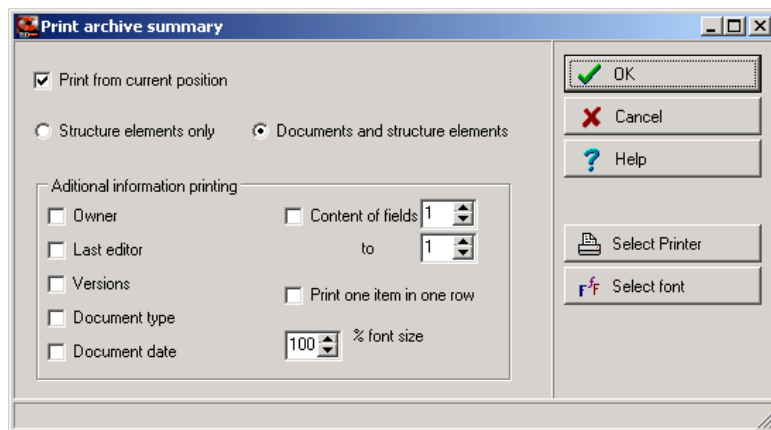 Print archive summary
Print from current position
Structure elements only
Documents and structure elements
Aditional information printing
Owner
Last editor
Versions
Document type
Document date
Content of fields 1
to 1
Print one item in one row
100 % font size
OK
Cancel
Help
Select Printer
Select font